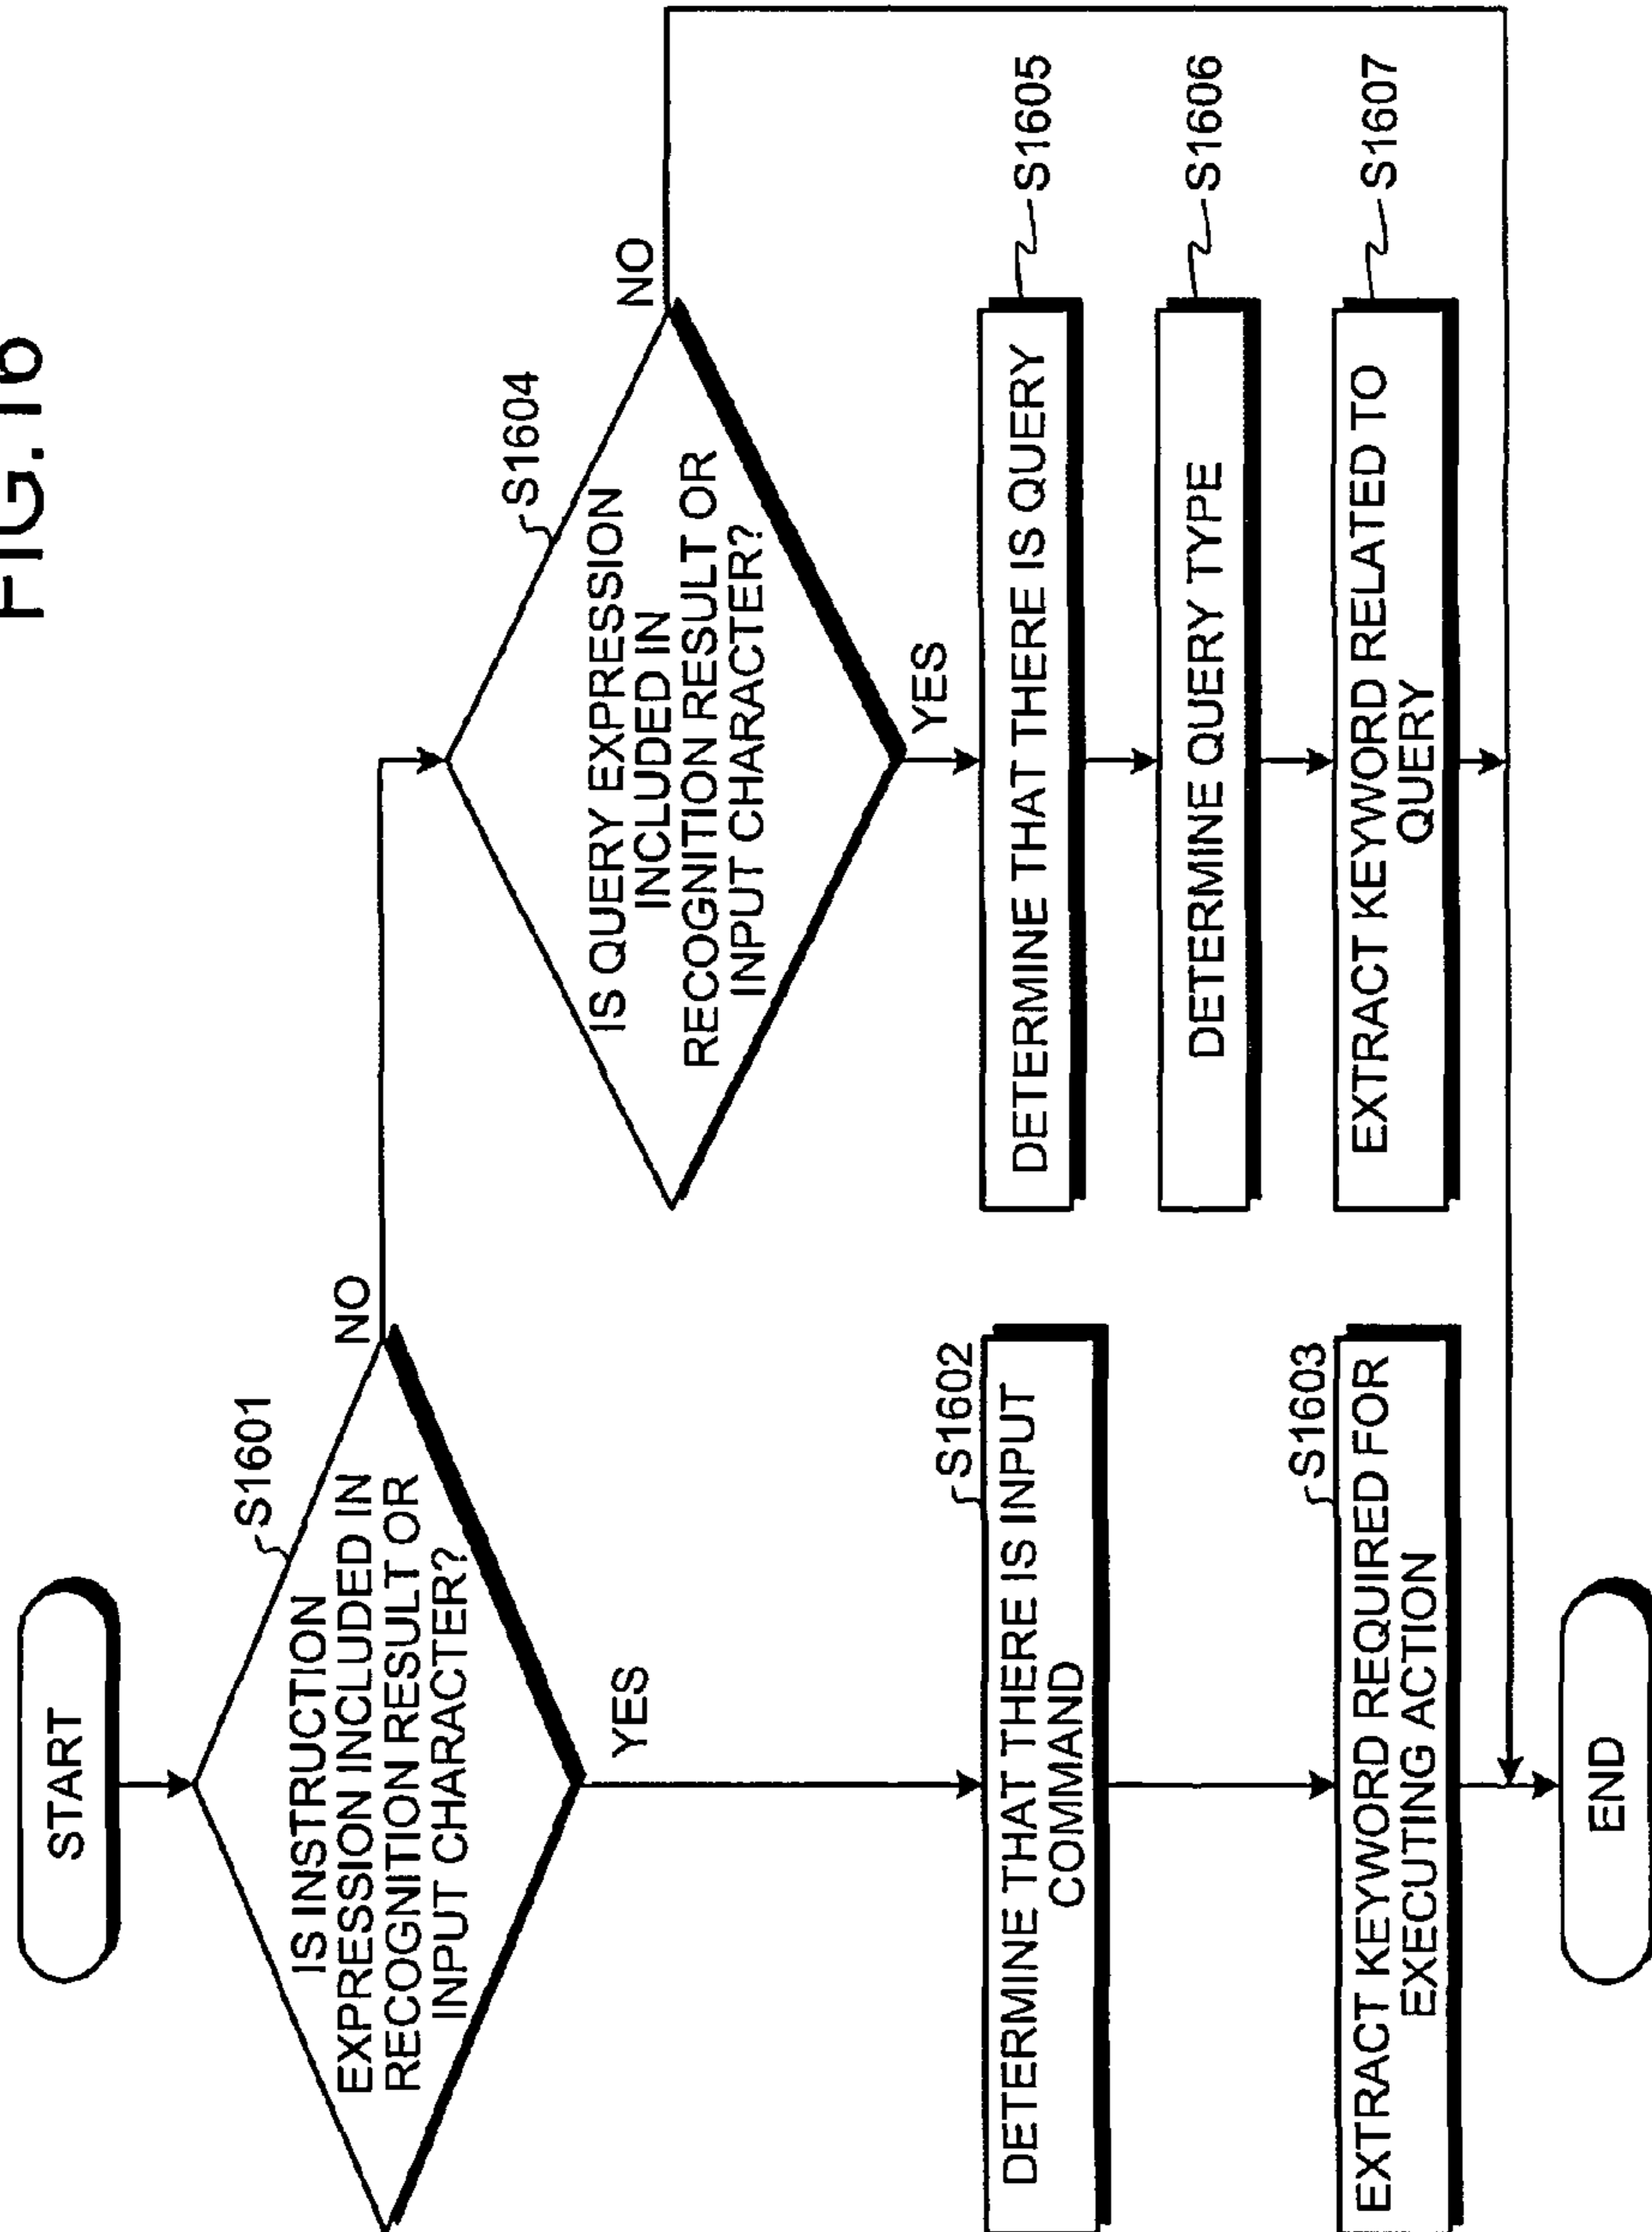 FIG.16
START
S1601
IS INSTRUCTION
EXPRESSION INCLUDED IN
RECOGNITION RESULT OR
INPUT CHARACTER?
NO
YES
S1602
DETERMINE THAT THERE IS INPUT
COMMAND
S1603
EXTRACT KEYWORD REQUIRED FOR
EXECUTING ACTION
S1604
IS QUERY EXPRESSION
INCLUDED IN
RECOGNITION RESULT OR
INPUT CHARACTER?
NO
YES
DETERMINE THAT THERE IS QUERY
S1605
DETERMINE QUERY TYPE
S1606
EXTRACT KEYWORD RELATED TO
QUERY
S1607
END